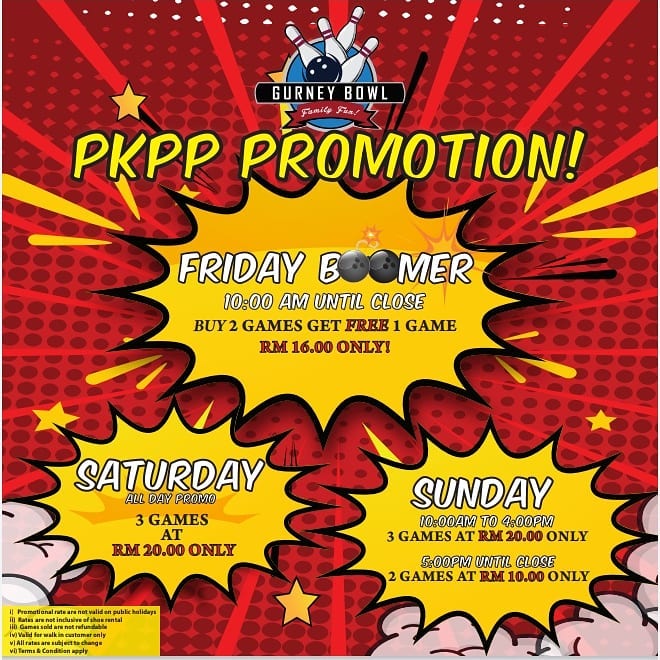 GURNEY BOWL
Family Fun!
PKPP PROMOTION!
FRIDAY BOOMER
10:00 AM UNTIL CLOSE
BUY 2 GAMES GET FREE 1 GAME
RM 16.00 ONLY!
SATURDAY
ALL DAY PROMO
3 GAMES
AT
RM 20.00 ONLY
SUNDAY
10:00AM TO 4:00PM
3 GAMES AT RM 20.00 ONLY
5:00PM UNTIL CLOSE
2 GAMES AT RM 10.00 ONLY
i) Promotional rate are not valid on public holidays
ii) Rates are not inclusive of shoe rental
iii) Games sold are not refundable
iv) Valid for walk in customer only
v) All rates are subject to change
vi) Terms & Condition apply